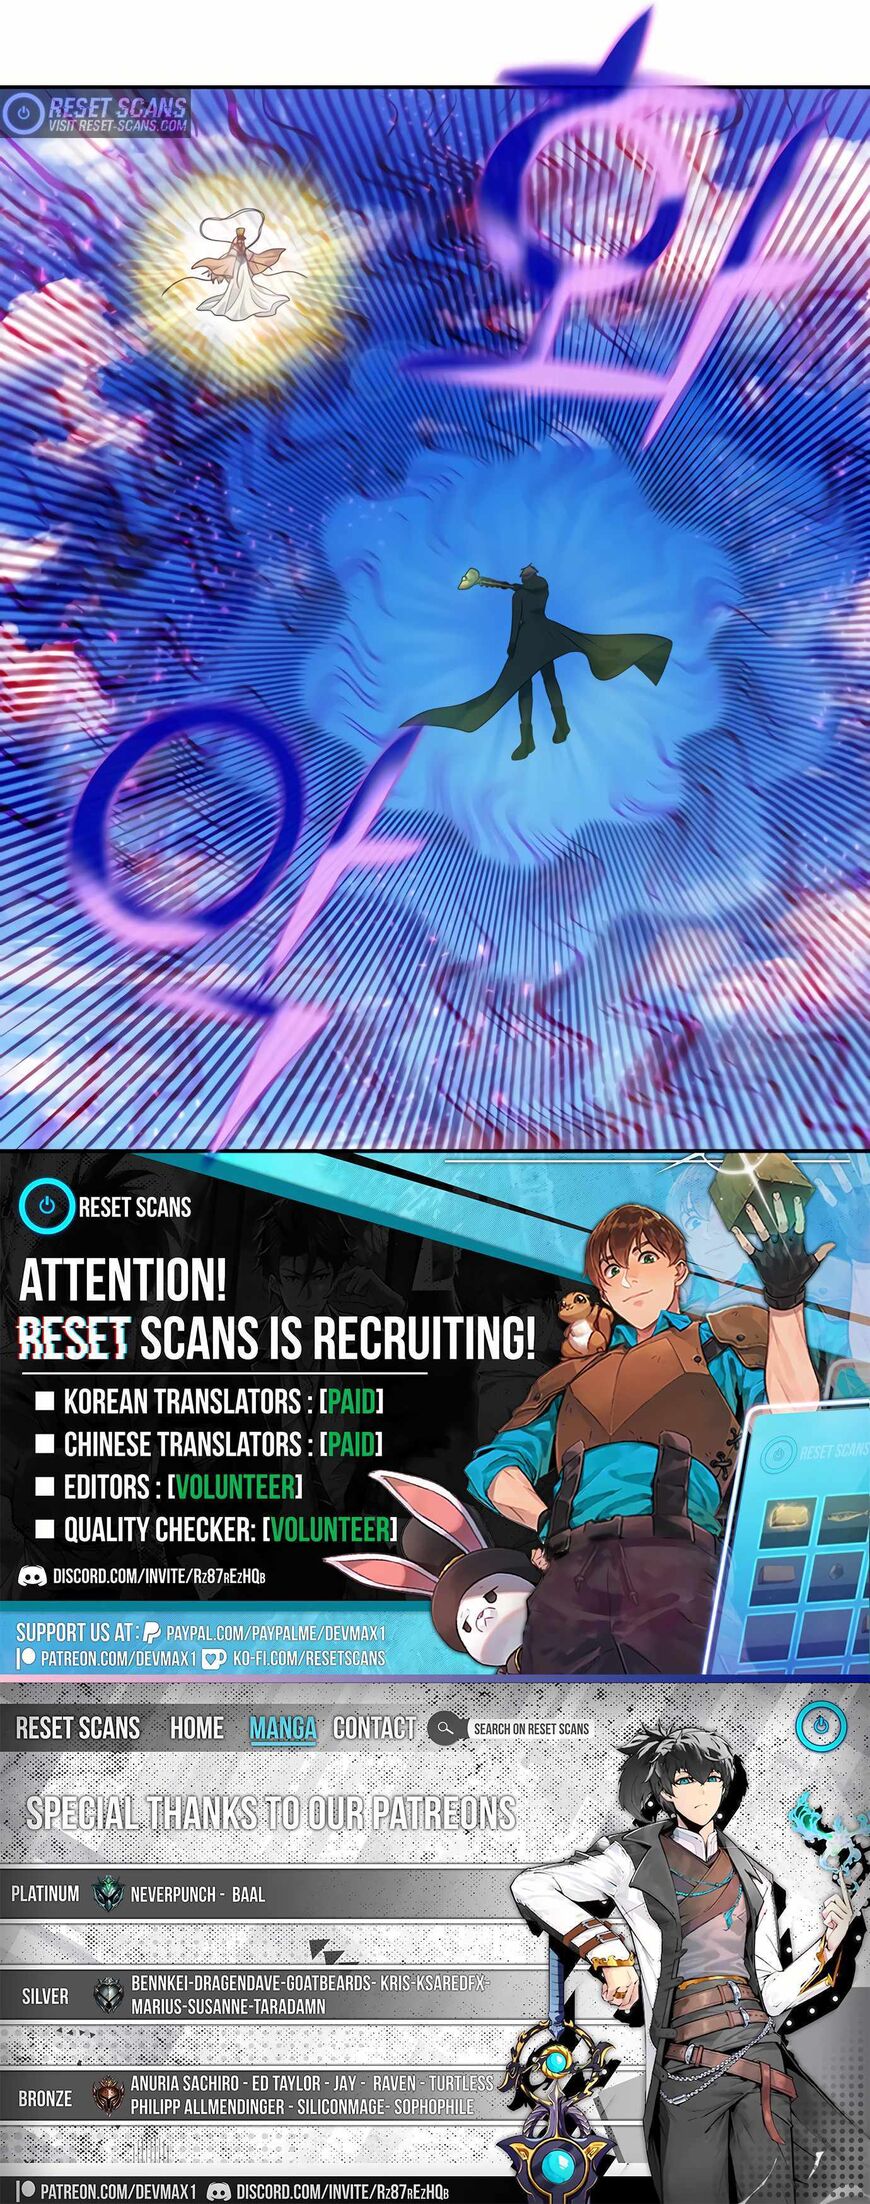 RESET SCANS
VISIT RESET-SCANS.COM
와
아
RESET SCANS
ATTENTION!
RESET SCANS IS RECRUITING!
KOREAN TRANSLATORS : [PAID]
CHINESE TRANSLATORS : [PAID]
EDITORS : [VOLUNTEER]
QUALITY CHECKER: [VOLUNTEER]
RESET SCANS
DISCORD.COM/INVITE/Rz87rEzHQb
SUPPORT US AT: PAYPAL.COM/PAYPALME/DEVMAX1
PATREON.COM/DEVMAX1 KO-FI.COM/RESETSCANS
RESET SCANS HOME MANGA CONTACT SEARCH ON RESET SCANS
SPECIAL THANKS TO OUR PATREONS
PLATINUM NEVERPUNCH - BAAL
SILVER BENNKEI-DRAGENDAVE-GOATBEARDS- KRIS-KSAREDFX-
MARIUS-SUSANNE-TARADAMN
BRONZE ANURIA SACHIRO - ED TAYLOR - JAY - RAVEN - TURTLESS
PHILIPP ALLMENDINGER - SILICONMAGE- SOPHOPHILE
PATREON.COM/DEVMAX1 DISCORD.COM/INVITE/Rz87rEzHQb